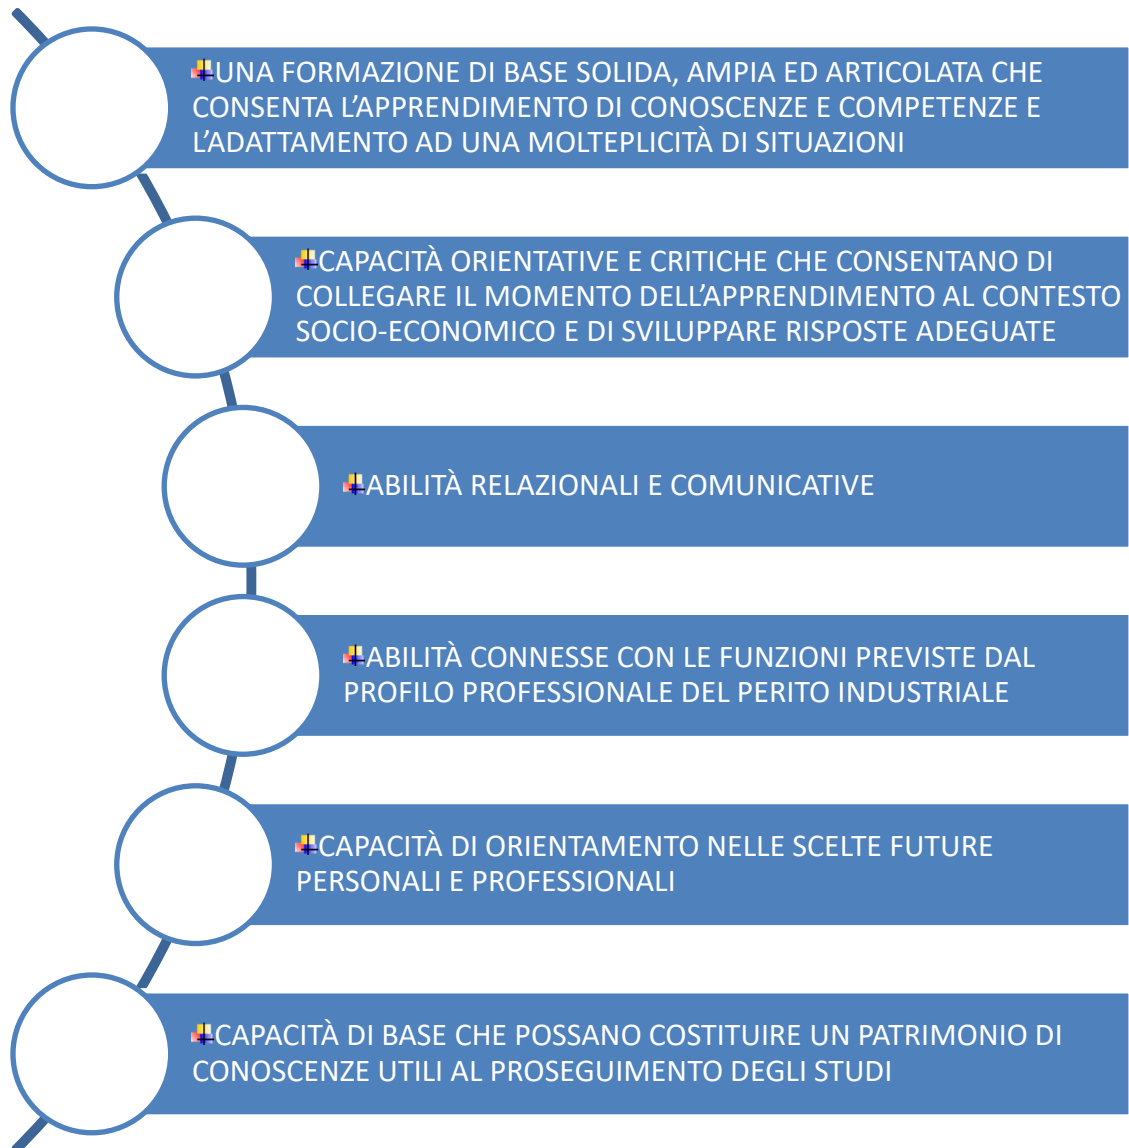 UNA FORMAZIONE DI BASE SOLIDA, AMPIA ED ARTICOLATA CHE
CONSENTA L’APPRENDIMENTO DI CONOSCENZE E COMPETENZE E
L’ADATTAMENTO AD UNA MOLTEPLICITÀ DI SITUAZIONI
CAPACITÀ ORIENTATIVE E CRITICHE CHE CONSENTANO DI
COLLEGARE IL MOMENTO DELL’APPRENDIMENTO AL CONTESTO
SOCIO-ECONOMICO E DI SVILUPPARE RISPOSTE ADEGUATE
ABILITÀ RELAZIONALI E COMUNICATIVE
ABILITÀ CONNESSE CON LE FUNZIONI PREVISTE DAL
PROFILO PROFESSIONALE DEL PERITO INDUSTRIALE
CAPACITÀ DI ORIENTAMENTO NELLE SCELTE FUTURE
PERSONALI E PROFESSIONALI
CAPACITÀ DI BASE CHE POSSANO COSTITUIRE UN PATRIMONIO DI
CONOSCENZE UTILI AL PROSEGUIMENTO DEGLI STUDI